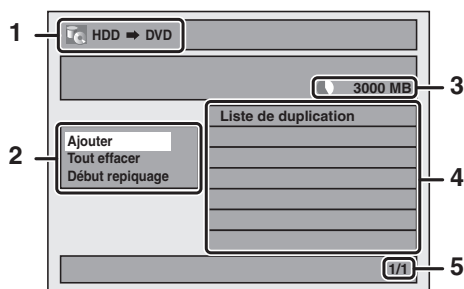 1
HDD ➡ DVD
3000 MB
3
Liste de duplication
2
Ajouter
Tout effacer
Début repiquage
4
1/1
5